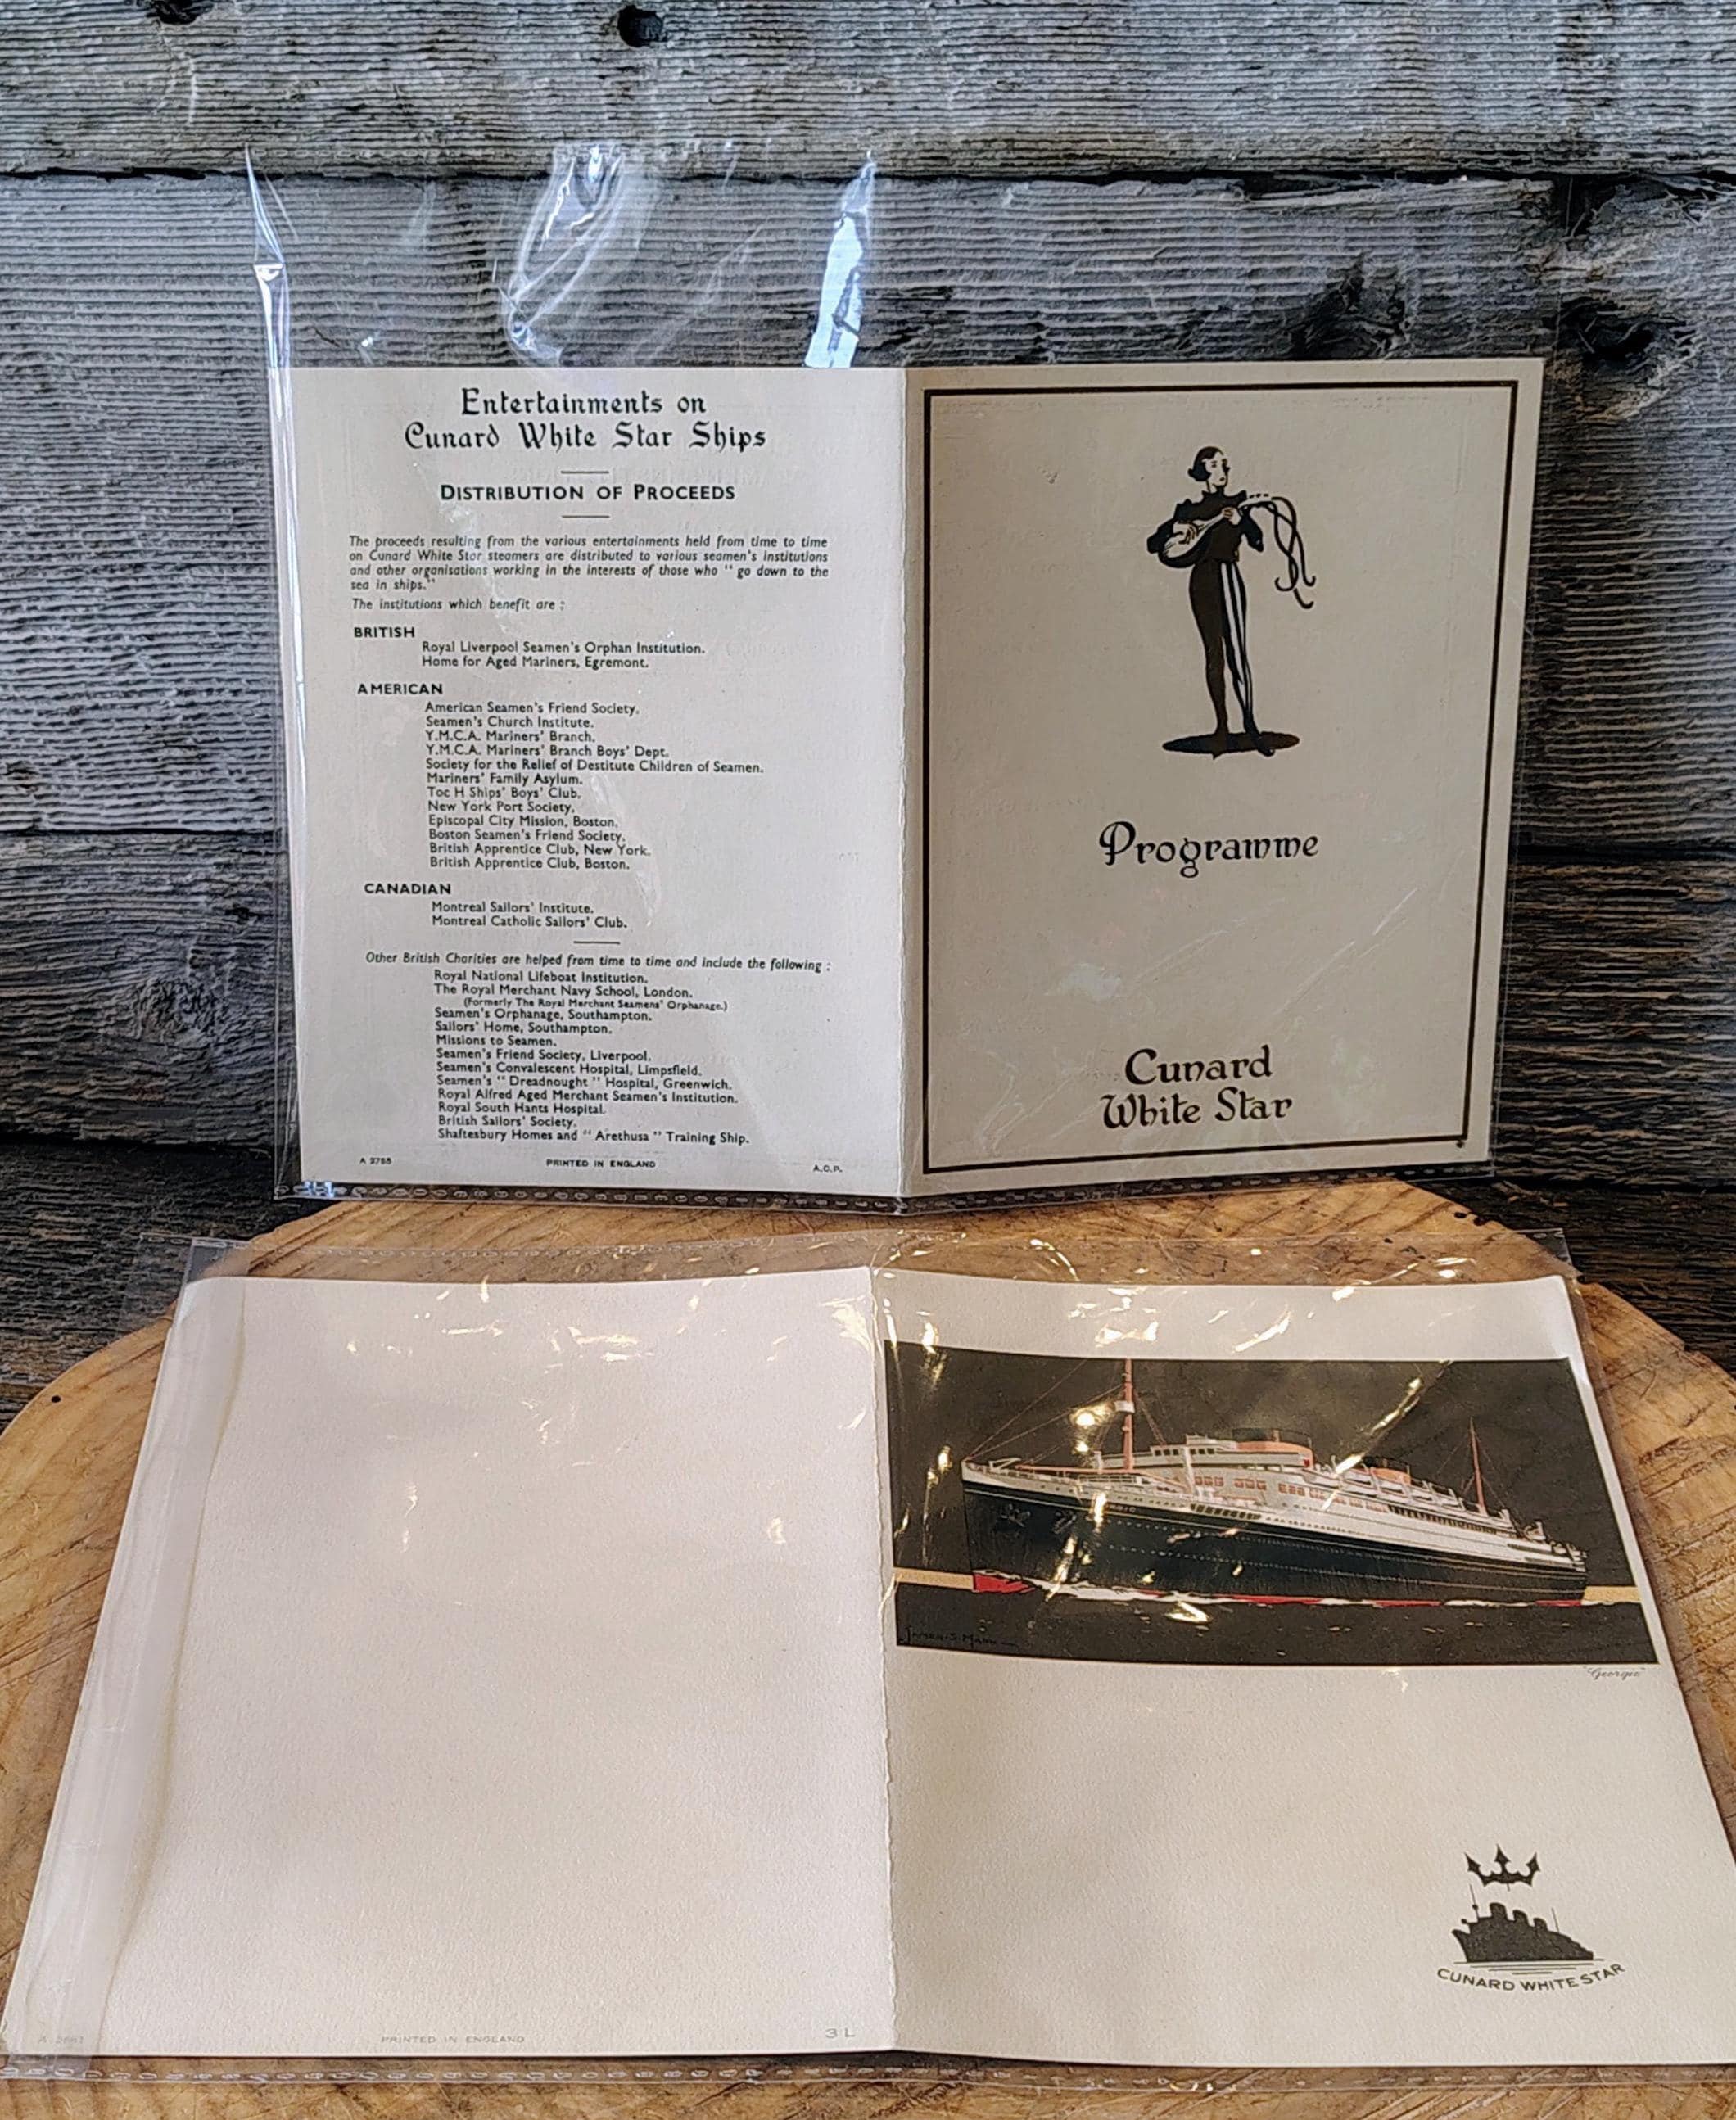 Entertainments on
Cunard White Star Ships
DISTRIBUTION OF PROCEEDS
The proceeds resulting from the various entertainments held from time to time
on Cunard White Star steamers are distributed to various seamen's institutions
and other organisations working in the interests of those who " go down to the
sea in ships."
The institutions which benefit are :
BRITISH
Royal Liverpool Seamen's Orphan Institution.
Home for Aged Mariners, Egremont.
AMERICAN
American Seamen's Friend Society.
Seamen's Church Institute.
Y.M.C.A. Mariners' Branch.
Y.M.C.A. Mariners' Branch Boys' Dept.
Society for the Relief of Destitute Children of Seamen.
Mariners' Family Asylum.
Toc H Ships' Boys' Club.
New York Port Society.
Episcopal City Mission, Boston.
Boston Seamen's Friend Society.
British Apprentice Club, New York.
British Apprentice Club, Boston.
CANADIAN
Montreal Sailors' Institute.
Montreal Catholic Sailors' Club.
Other British Charities are helped from time to time and include the following :
Royal National Lifeboat Institution.
The Royal Merchant Navy School, London.
(Formerly The Royal Merchant Seamens' Orphanage.)
Seamen's Orphanage, Southampton.
Sailors' Home, Southampton.
Missions to Seamen.
Seamen's Friend Society, Liverpool.
Seamen's Convalescent Hospital, Limpsfield.
Seamen's " Dreadnought " Hospital, Greenwich.
Royal Alfred Aged Merchant Seamen's Institution.
Royal South Hants Hospital.
British Sailors' Society.
Shaftesbury Homes and " Arethusa " Training Ship.
A 2755 PRINTED IN ENGLAND A.C.P.
Programme
Cunard
White Star
James S. Mann
"Georgic"
CUNARD WHITE STAR
PRINTED IN ENGLAND 3 L